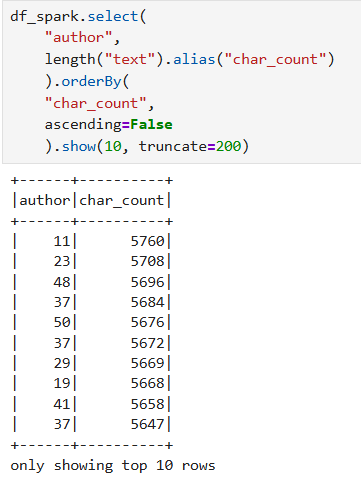 df_spark.select(
    "author",
    length("text").alias("char_count")
    ).orderBy(
    "char_count",
    ascending=False
    ).show(10, truncate=200)
+------+----------+
|author|char_count|
+------+----------+
|    11|      5760|
|    23|      5708|
|    48|      5696|
|    37|      5684|
|    50|      5676|
|    37|      5672|
|    29|      5669|
|    19|      5668|
|    41|      5658|
|    37|      5647|
+------+----------+
only showing top 10 rows